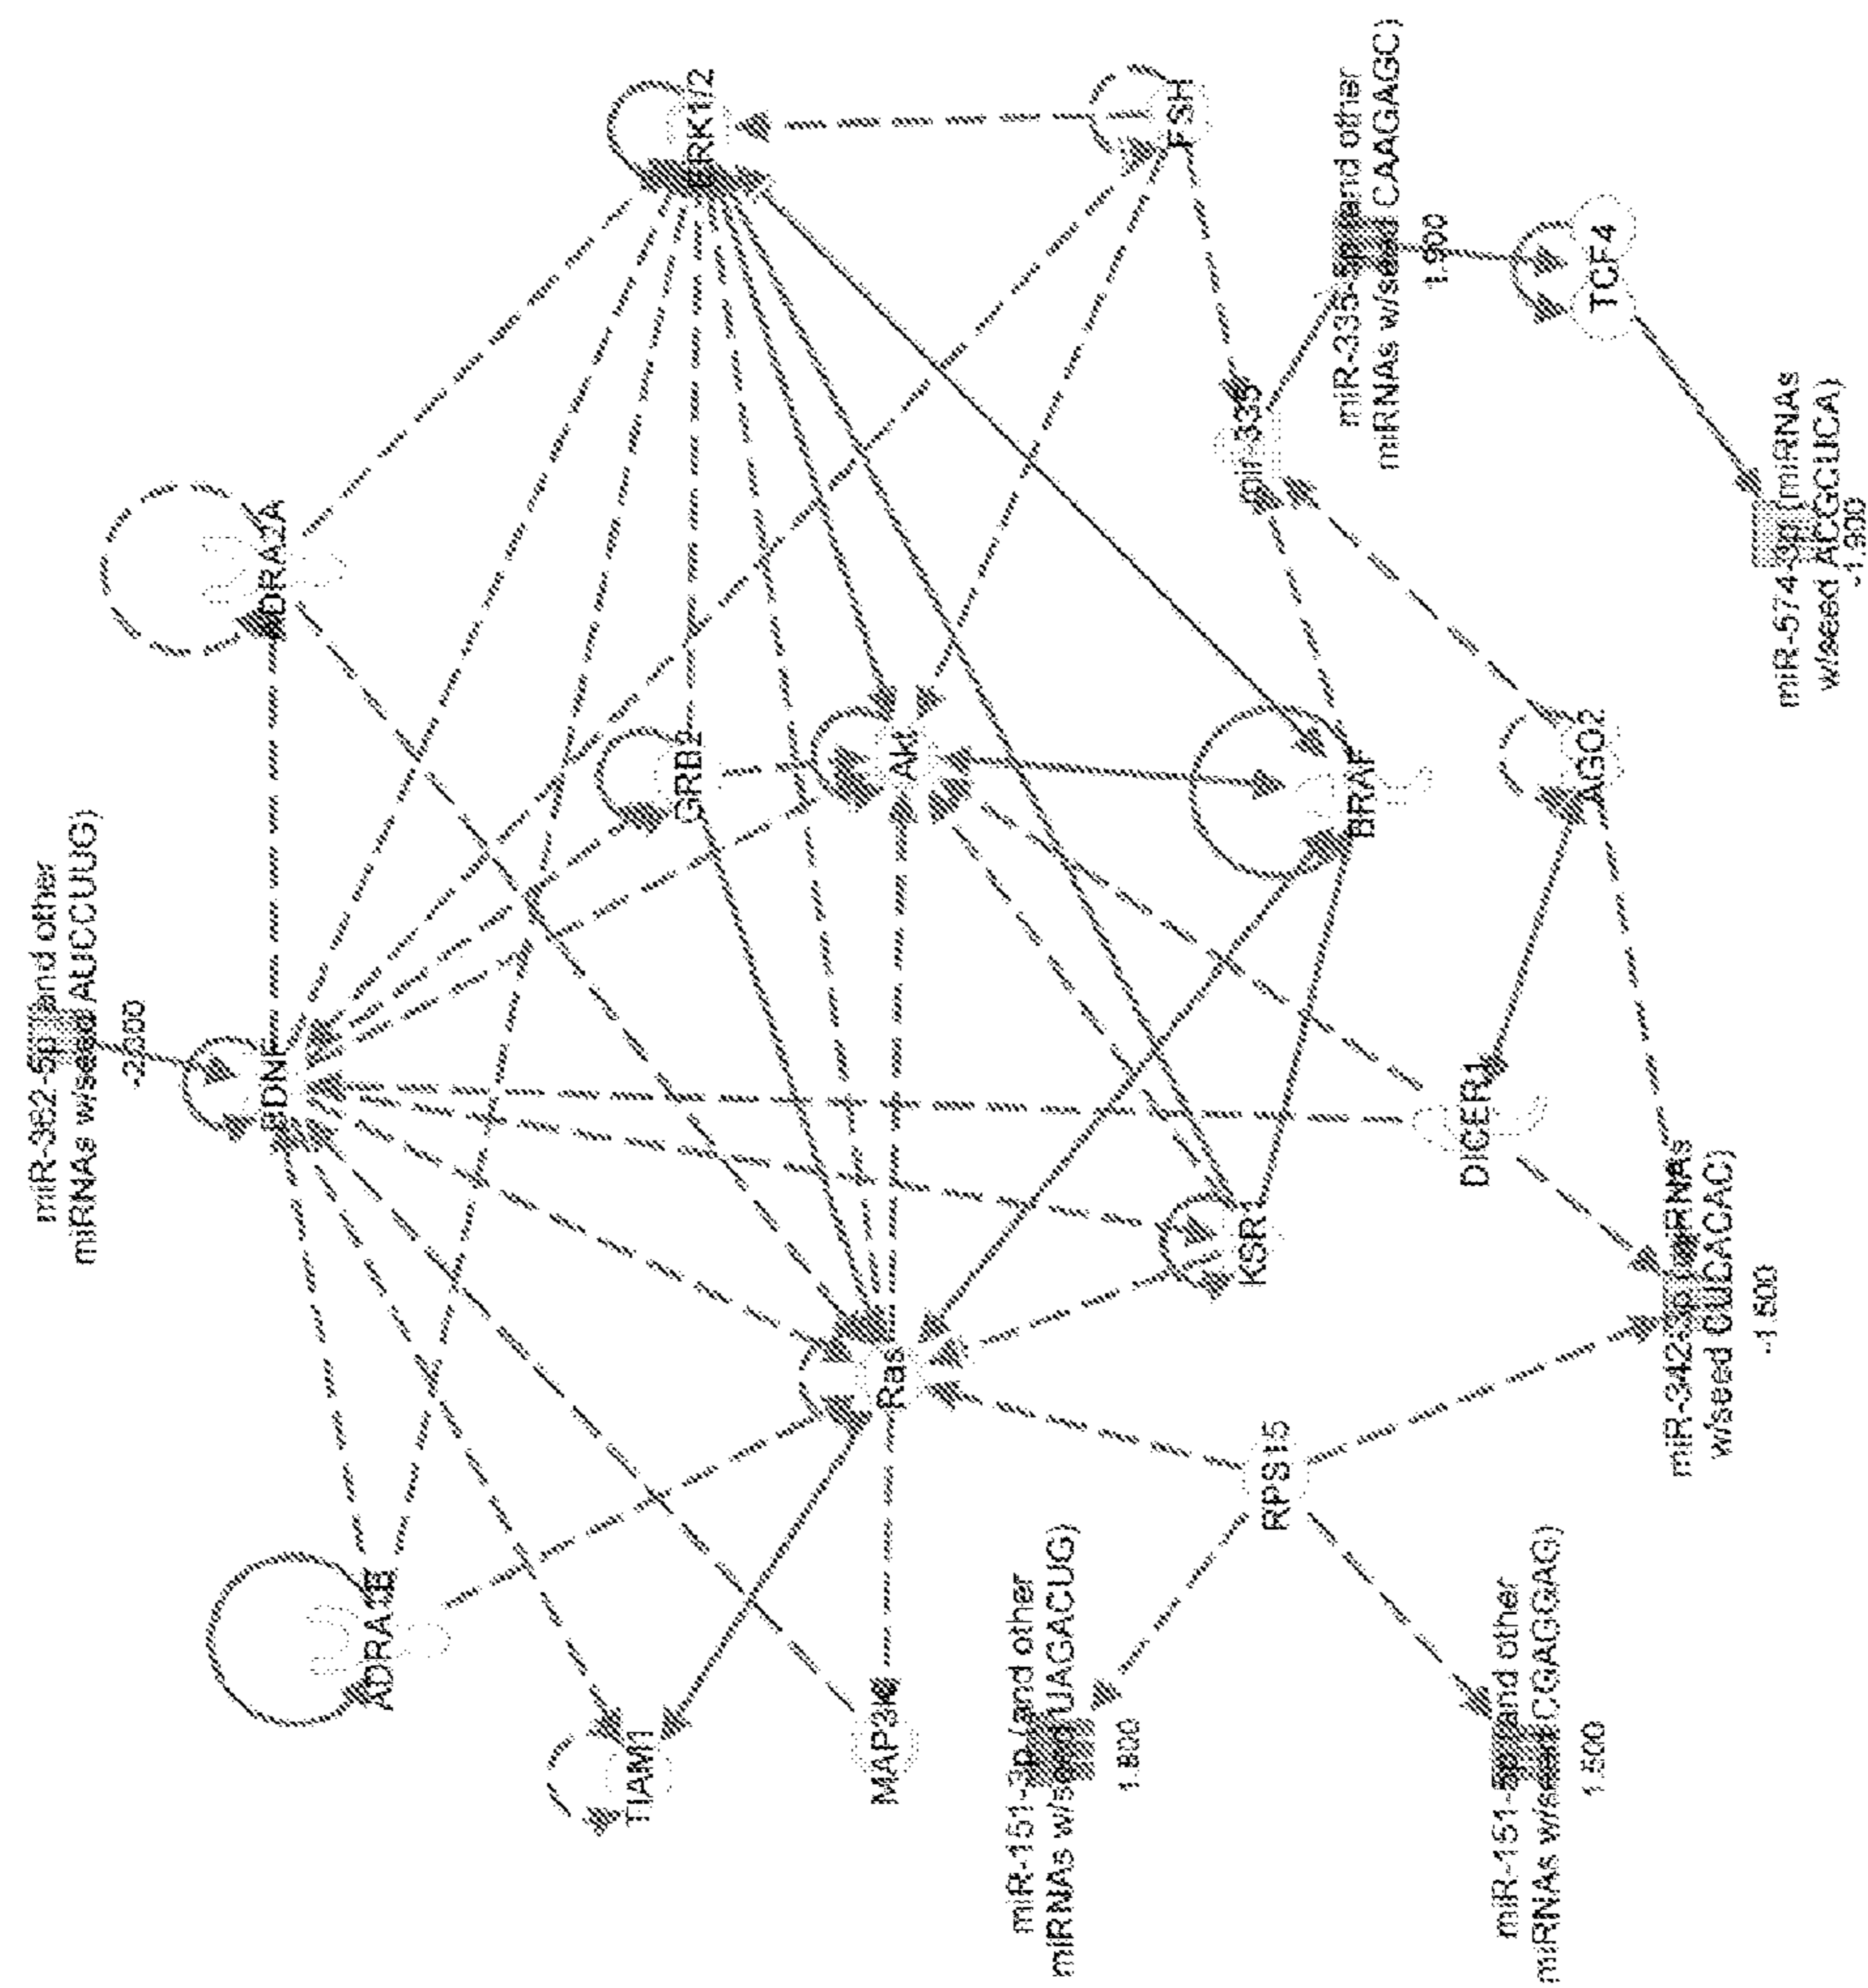 miR-382-5p (and other
miRNAs w/seed AUCCUUG)
-2.000
BDNF
ADRA2A
ERK1/2
ADRA1B
GRB2
TIAM1
Akt
FSH
MAP3K
Ras
miR-335-5p (and other
miRNAs w/seed CAAGAGC)
1.900
mir-335
BRAF
KSR1
TCF4
miR-151-3p (and other
miRNAs w/seed UAGACUG)
1.800
RPS15
DICER1
AGO2
miR-574-3p (miRNAs
w/seed ACGCUCA)
-1.900
miR-151-5p (and other
miRNAs w/seed CGAGGAG)
1.500
miR-342-3p (miRNAs
w/seed CUCACAC)
-1.500